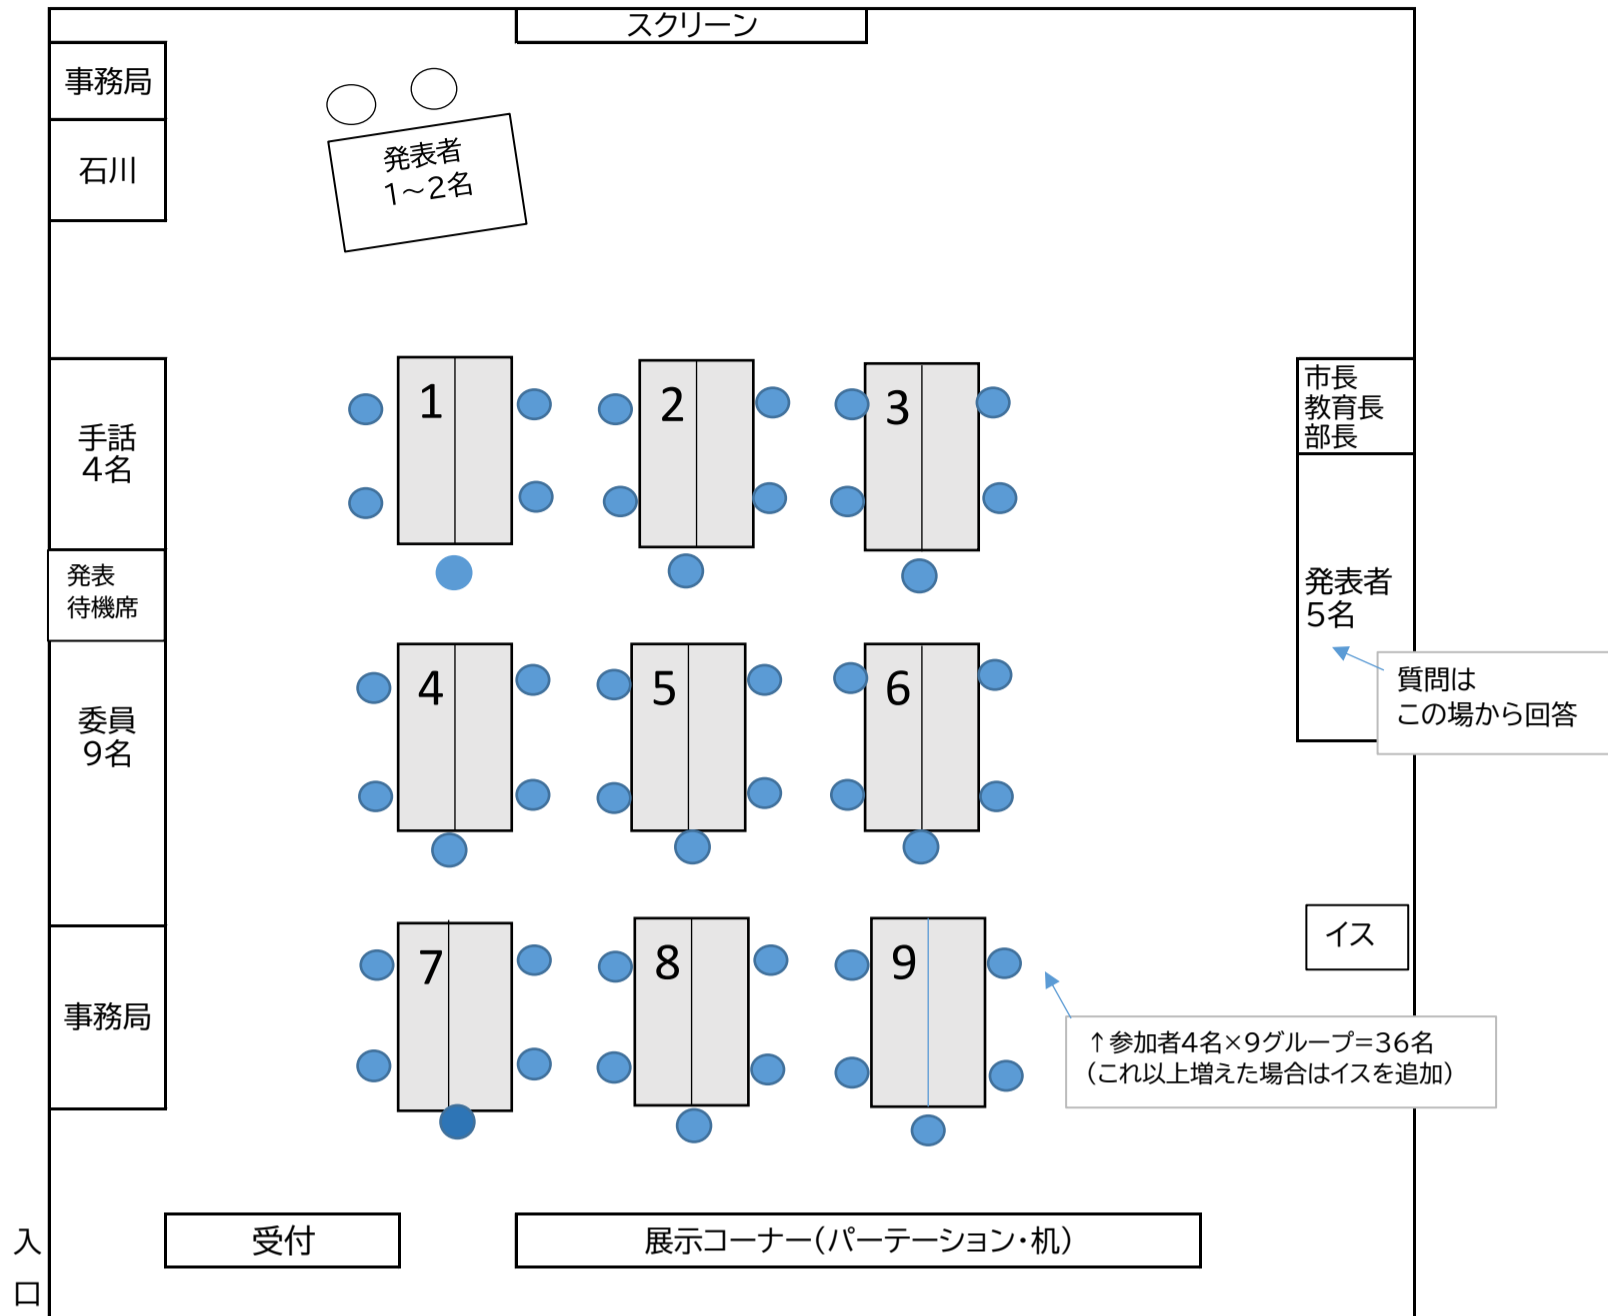 スクリーン
事務局
石川
発表者
1～2名
手話
4名
発表
待機席
委員
9名
事務局
1
2
3
4
5
6
7
8
9
市長
教育長
部長
発表者
5名
質問は
この場から回答
イス
↑参加者4名×9グループ=36名
（これ以上増えた場合はイスを追加）
入
口
受付
展示コーナー（パーテーション・机）